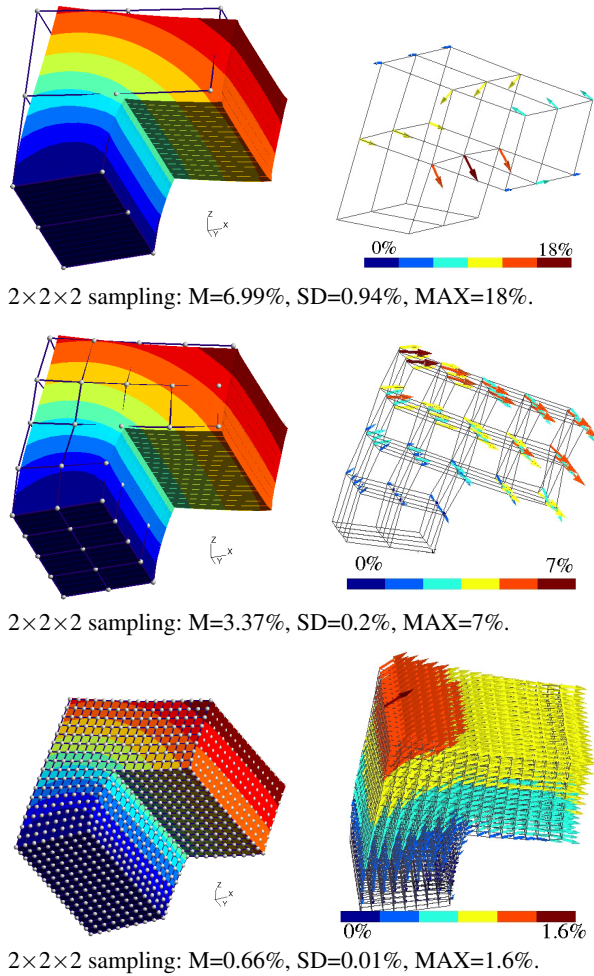 Z
X
Y
0% 18%
2×2×2 sampling: M=6.99%, SD=0.94%, MAX=18%.
Z
X
Y
0% 7%
2×2×2 sampling: M=3.37%, SD=0.2%, MAX=7%.
Z
X
Y
0% 1.6%
2×2×2 sampling: M=0.66%, SD=0.01%, MAX=1.6%.